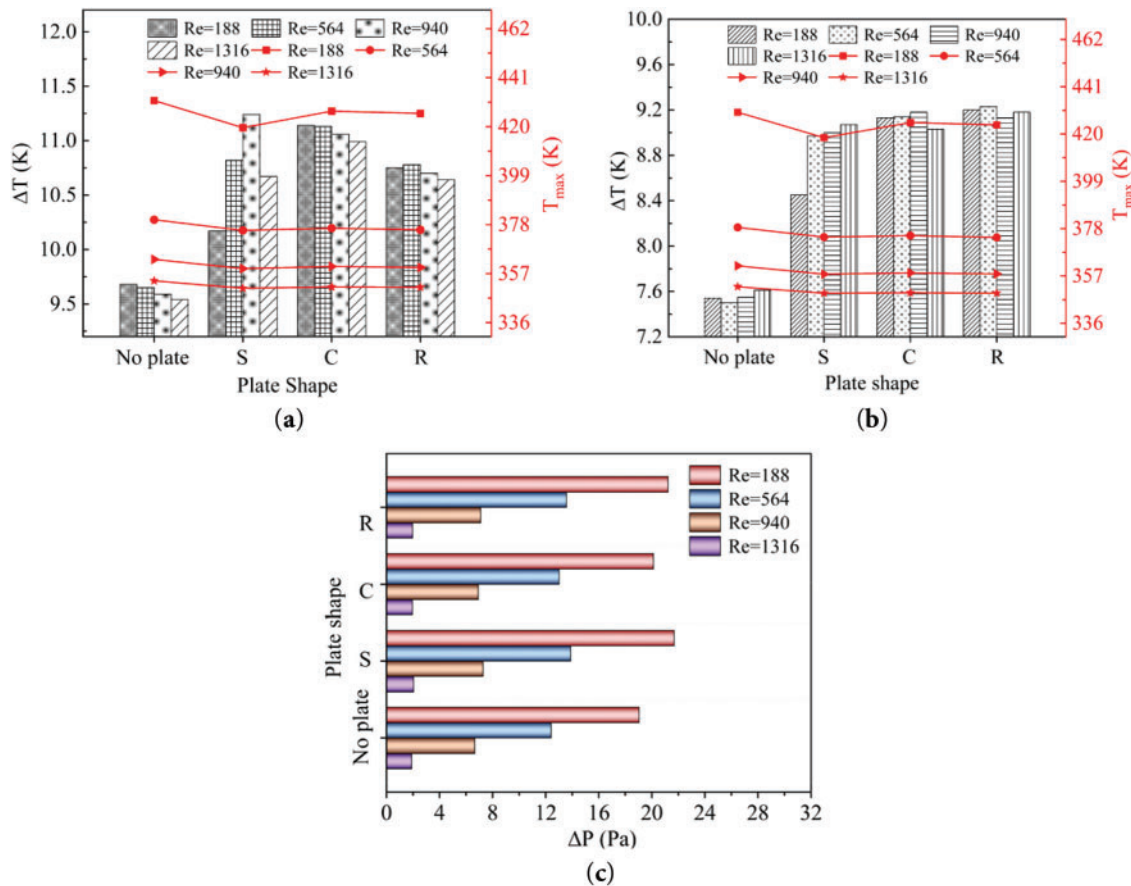 Re=188 Re=564 Re=940
Re=1316 Re=188 Re=564
Re=940 Re=1316
12.0
11.5
11.0
10.5
10.0
9.5
ΔT (K)
462
441
420
399
378
357
336
T_max (K)
No plate S C R
Plate Shape
(a)
Re=188 Re=564 Re=940
Re=1316 Re=188 Re=564
Re=940 Re=1316
10.0
9.6
9.2
8.8
8.4
8.0
7.6
7.2
ΔT (K)
462
441
420
399
378
357
336
T_max (K)
No plate S C R
Plate shape
(b)
Re=188
Re=564
Re=940
Re=1316
R
C
S
No plate
Plate shape
0 4 8 12 16 20 24 28 32
ΔP (Pa)
(c)